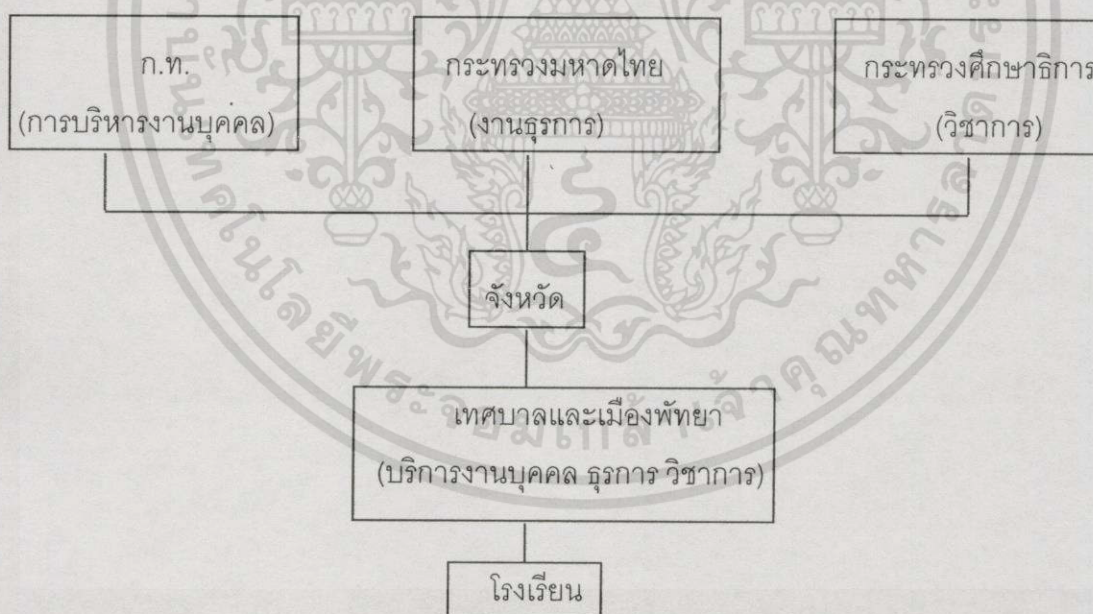 ก.ท.
(การบริหารงานบุคคล)
กระทรวงมหาดไทย
(งานธุรการ)
กระทรวงศึกษาธิการ
(วิชาการ)
จังหวัด
เทศบาลและเมืองพัทยา
(บริการงานบุคคล ธุรการ วิชาการ)
โรงเรียน